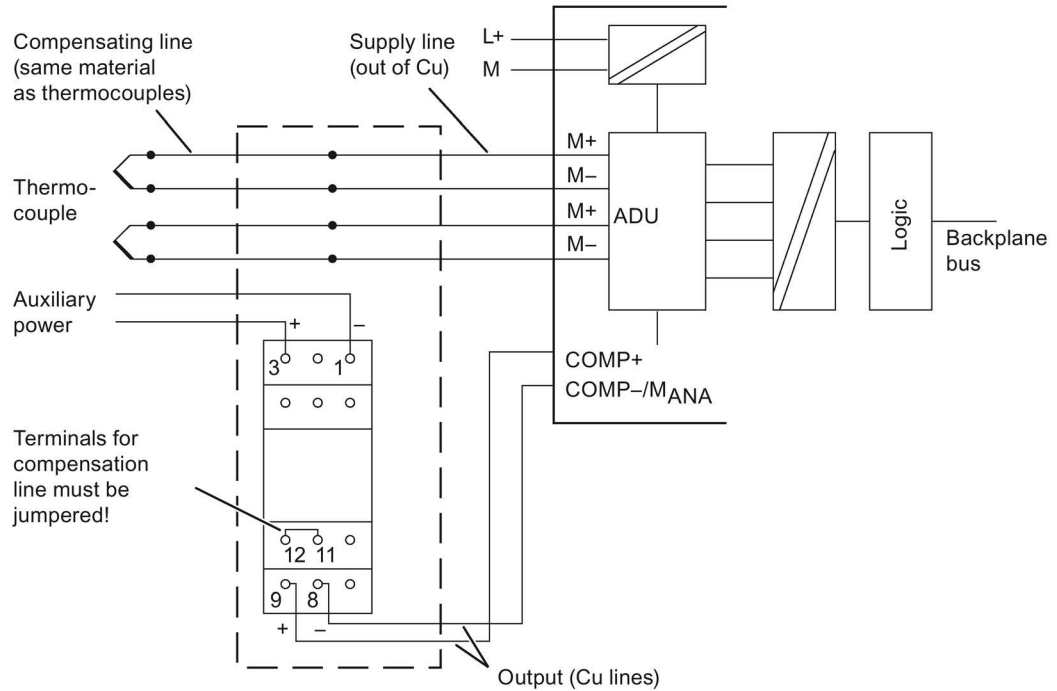 Compensating line
(same material
as thermocouples)
Supply line
(out of Cu)
L+
M
M+
M–
M+
M–
ADU
Logic
Backplane
bus
Thermo-
couple
Auxiliary
power
+
–
3
1
COMP+
COMP–/MANA
Terminals for
compensation
line must be
jumpered!
12 11
9 8
+ –
Output (Cu lines)